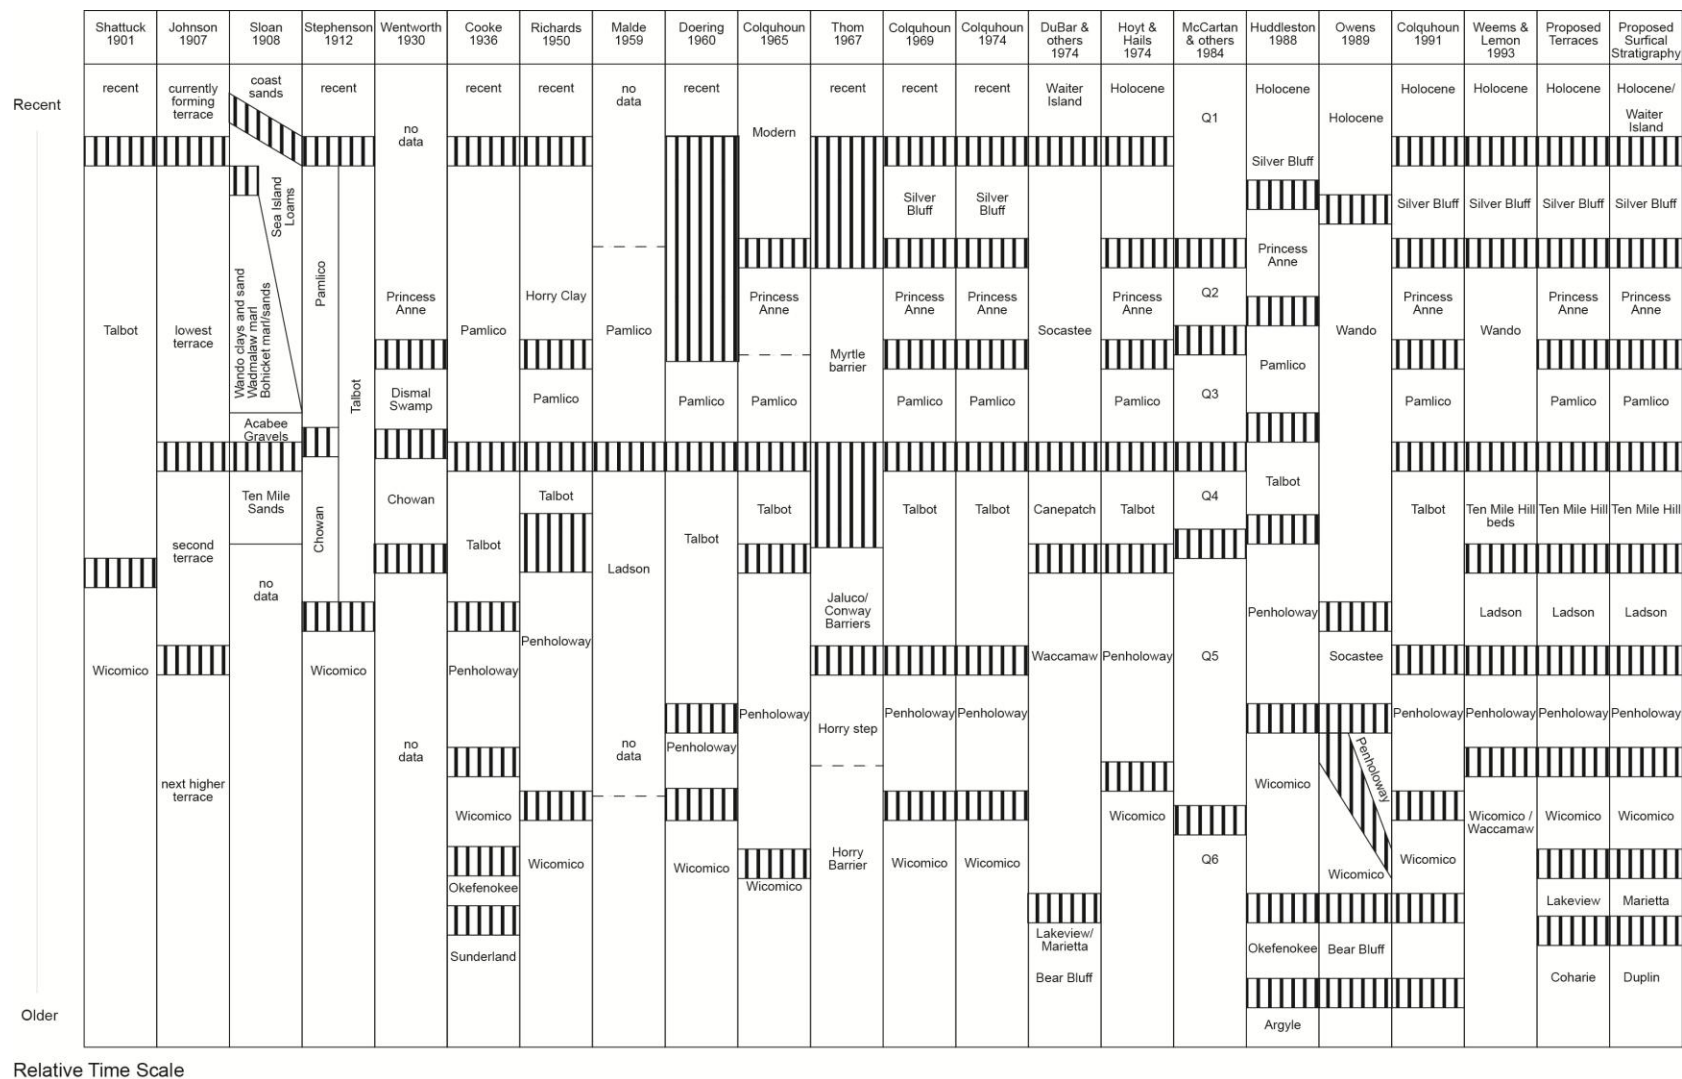 Shattuck
1901
Johnson
1907
Sloan
1908
Stephenson
1912
Wentworth
1930
Cooke
1936
Richards
1950
Malde
1959
Doering
1960
Colquhoun
1965
Thom
1967
Colquhoun
1969
Colquhoun
1974
DuBar &
others
1974
Hoyt &
Hails
1974
McCartan
& others
1984
Huddleston
1988
Owens
1989
Colquhoun
1991
Weems &
Lemon
1993
Proposed
Terraces
Proposed
Surfical
Stratigraphy
Recent
Older
Relative Time Scale
recent
Talbot
Wicomico
currently
forming
terrace
lowest
terrace
second
terrace
next higher
terrace
coast
sands
Sea Island
Loams
Wando clays and sand
Wadmalaw marl
Bohicket marl/sands
Acabee
Gravels
Ten Mile
Sands
no
data
recent
Pamlico
Talbot
Chowan
Wicomico
no
data
Princess
Anne
Dismal
Swamp
Chowan
no
data
recent
Pamlico
Talbot
Penholoway
Wicomico
Okefenokee
Sunderland
recent
Horry Clay
Pamlico
Talbot
Penholoway
Wicomico
no
data
Pamlico
Ladson
no
data
recent
Pamlico
Talbot
Penholoway
Wicomico
Modern
Princess
Anne
Pamlico
Talbot
Penholoway
Wicomico
recent
Myrtle
barrier
Jaluco/
Conway
Barriers
Horry step
Horry
Barrier
recent
Silver
Bluff
Princess
Anne
Pamlico
Talbot
Penholoway
Wicomico
recent
Silver
Bluff
Princess
Anne
Pamlico
Talbot
Penholoway
Wicomico
Waiter
Island
Socastee
Canepatch
Waccamaw
Lakeview/
Marietta
Bear Bluff
Holocene
Princess
Anne
Pamlico
Talbot
Penholoway
Wicomico
Q1
Q2
Q3
Q4
Q5
Q6
Holocene
Silver Bluff
Princess
Anne
Pamlico
Talbot
Penholoway
Wicomico
Okefenokee
Argyle
Holocene
Wando
Socastee
Penholoway
Wicomico
Bear Bluff
Holocene
Silver Bluff
Princess
Anne
Pamlico
Talbot
Penholoway
Wicomico
Holocene
Silver Bluff
Wando
Ten Mile Hill
beds
Ladson
Penholoway
Wicomico /
Waccamaw
Holocene
Silver Bluff
Princess
Anne
Pamlico
Ten Mile Hill
Ladson
Penholoway
Wicomico
Lakeview
Coharie
Holocene/
Waiter
Island
Silver Bluff
Princess
Anne
Pamlico
Ten Mile Hill
Ladson
Penholoway
Wicomico
Marietta
Duplin